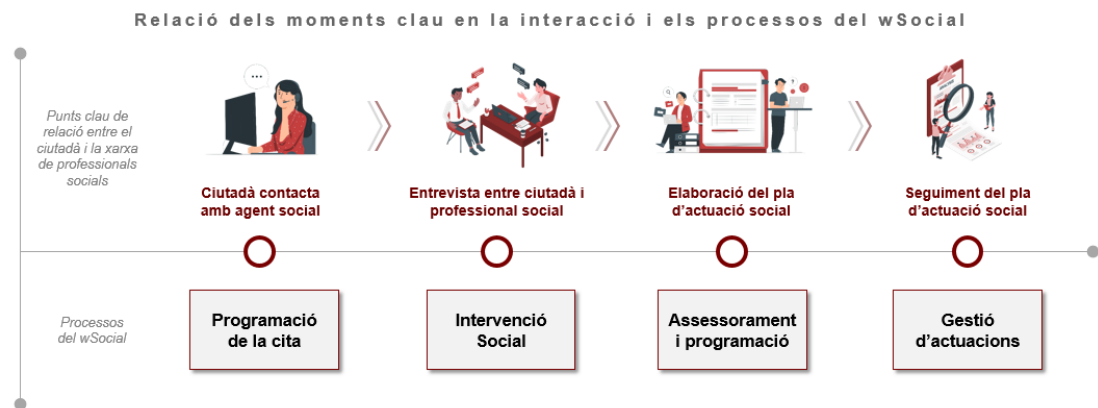 Relació dels moments clau en la interacció i els processos del wSocial
Punts clau de
relació entre el
ciutadà i la xarxa
de professionals
socials
Ciutadà contacta
amb agent social
Entrevista entre ciutadà i
professional social
Elaboració del pla
d'actuació social
Seguiment del pla
d'actuació social
Processos
del wSocial
Programació
de la cita
Intervenció
Social
Assessorament
i programació
Gestió
d'actuacions